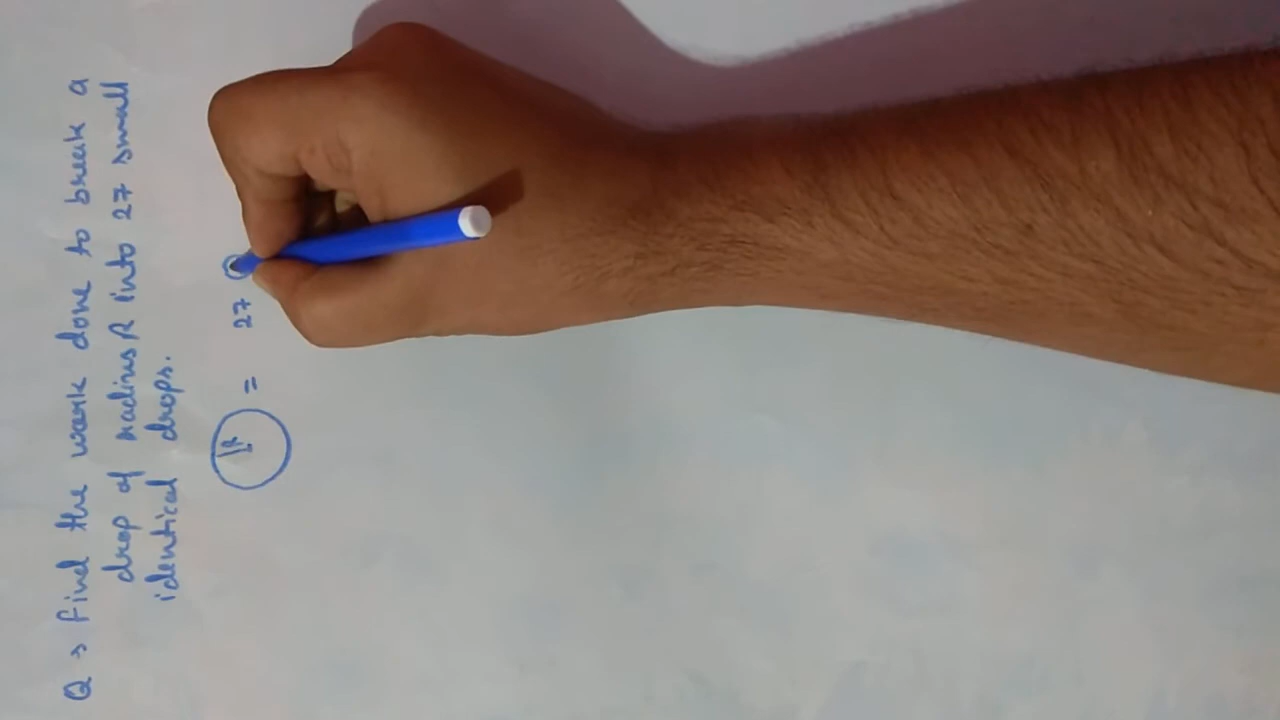 Q → Find the work done to break a
drop of radius R into 27 small
identical drops.
R = 27